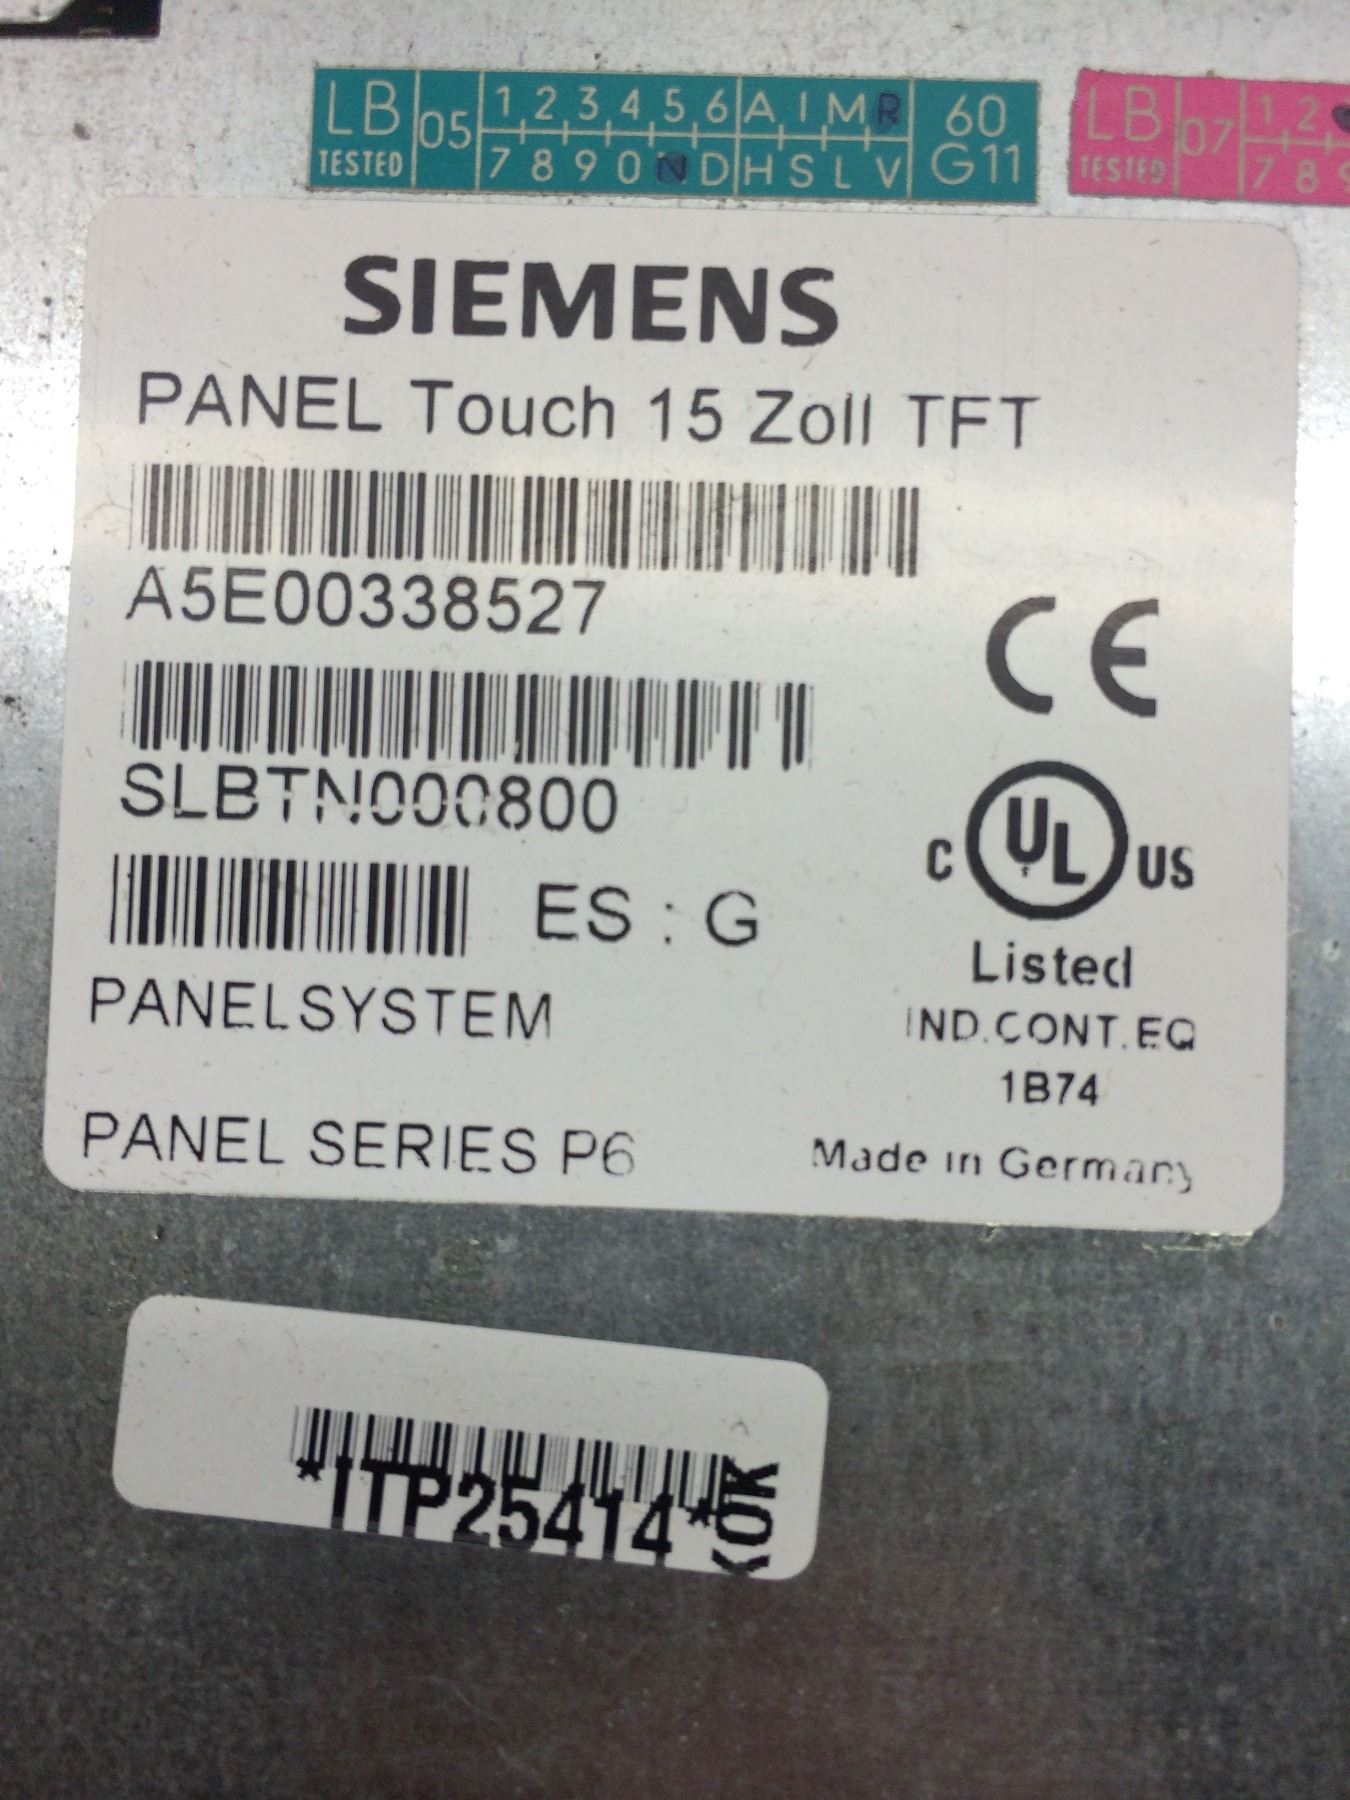 LB TESTED 05 1 2 3 4 5 6 A I M R 60
7 8 9 0 N D H S L V G11
LB TESTED 07 1 2
7 8 9
SIEMENS
PANEL Touch 15 Zoll TFT
A5E00338527
CE
SLBTN000800
C UL US
ES : G
Listed
PANELSYSTEM
IND.CONT.EQ
1B74
PANEL SERIES P6
Made in Germany
*ITP25414*
OK